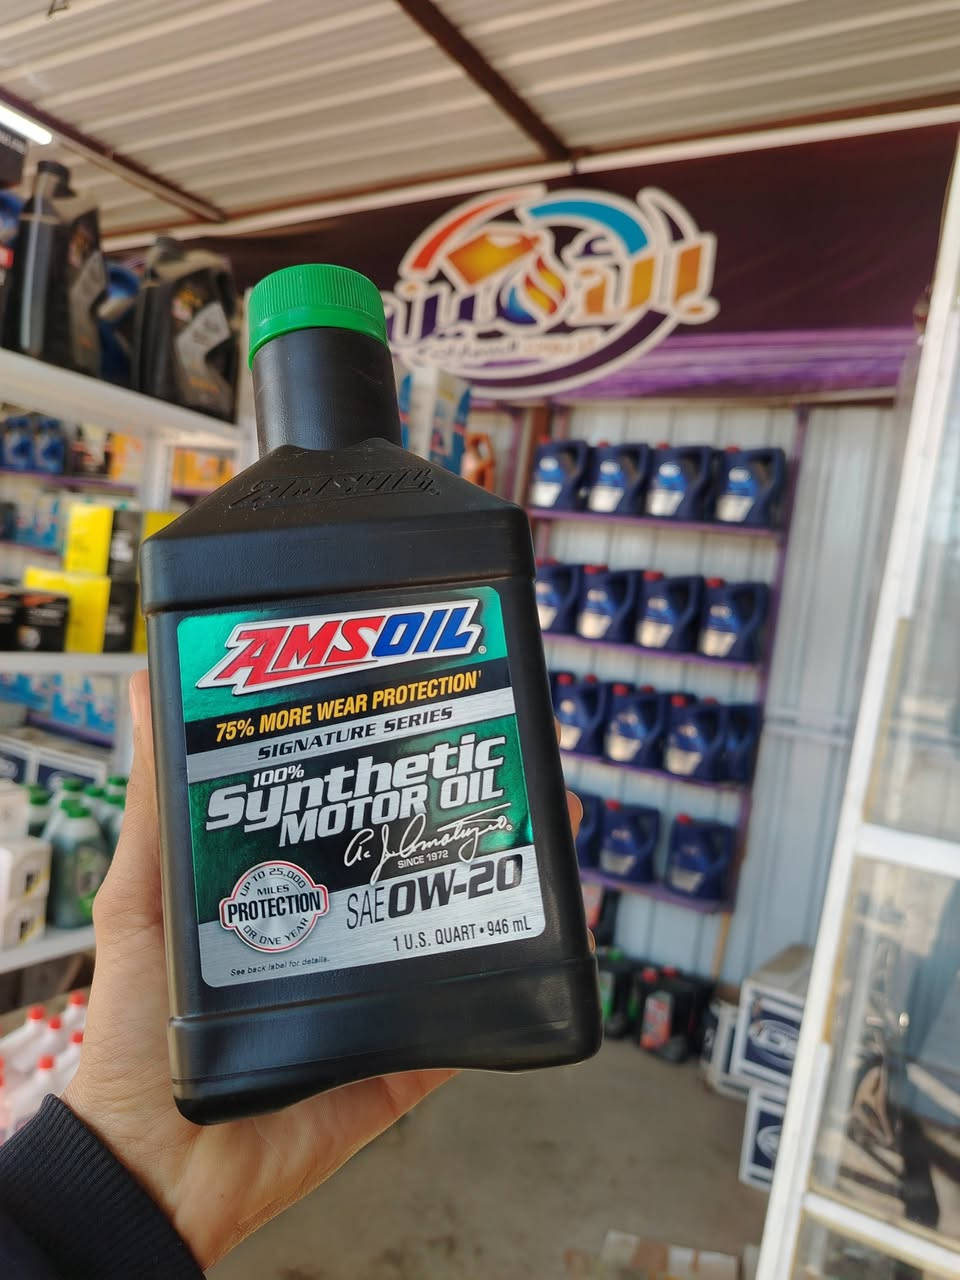 AMSOIL
AMSOIL
75% MORE WEAR PROTECTION
SIGNATURE SERIES
100%
Synthetic
MOTOR OIL
SINCE 1972
UP TO 25,000
MILES
PROTECTION
OR ONE YEAR
SAE 0W-20
1 U.S. QUART • 946 mL
See back label for details.